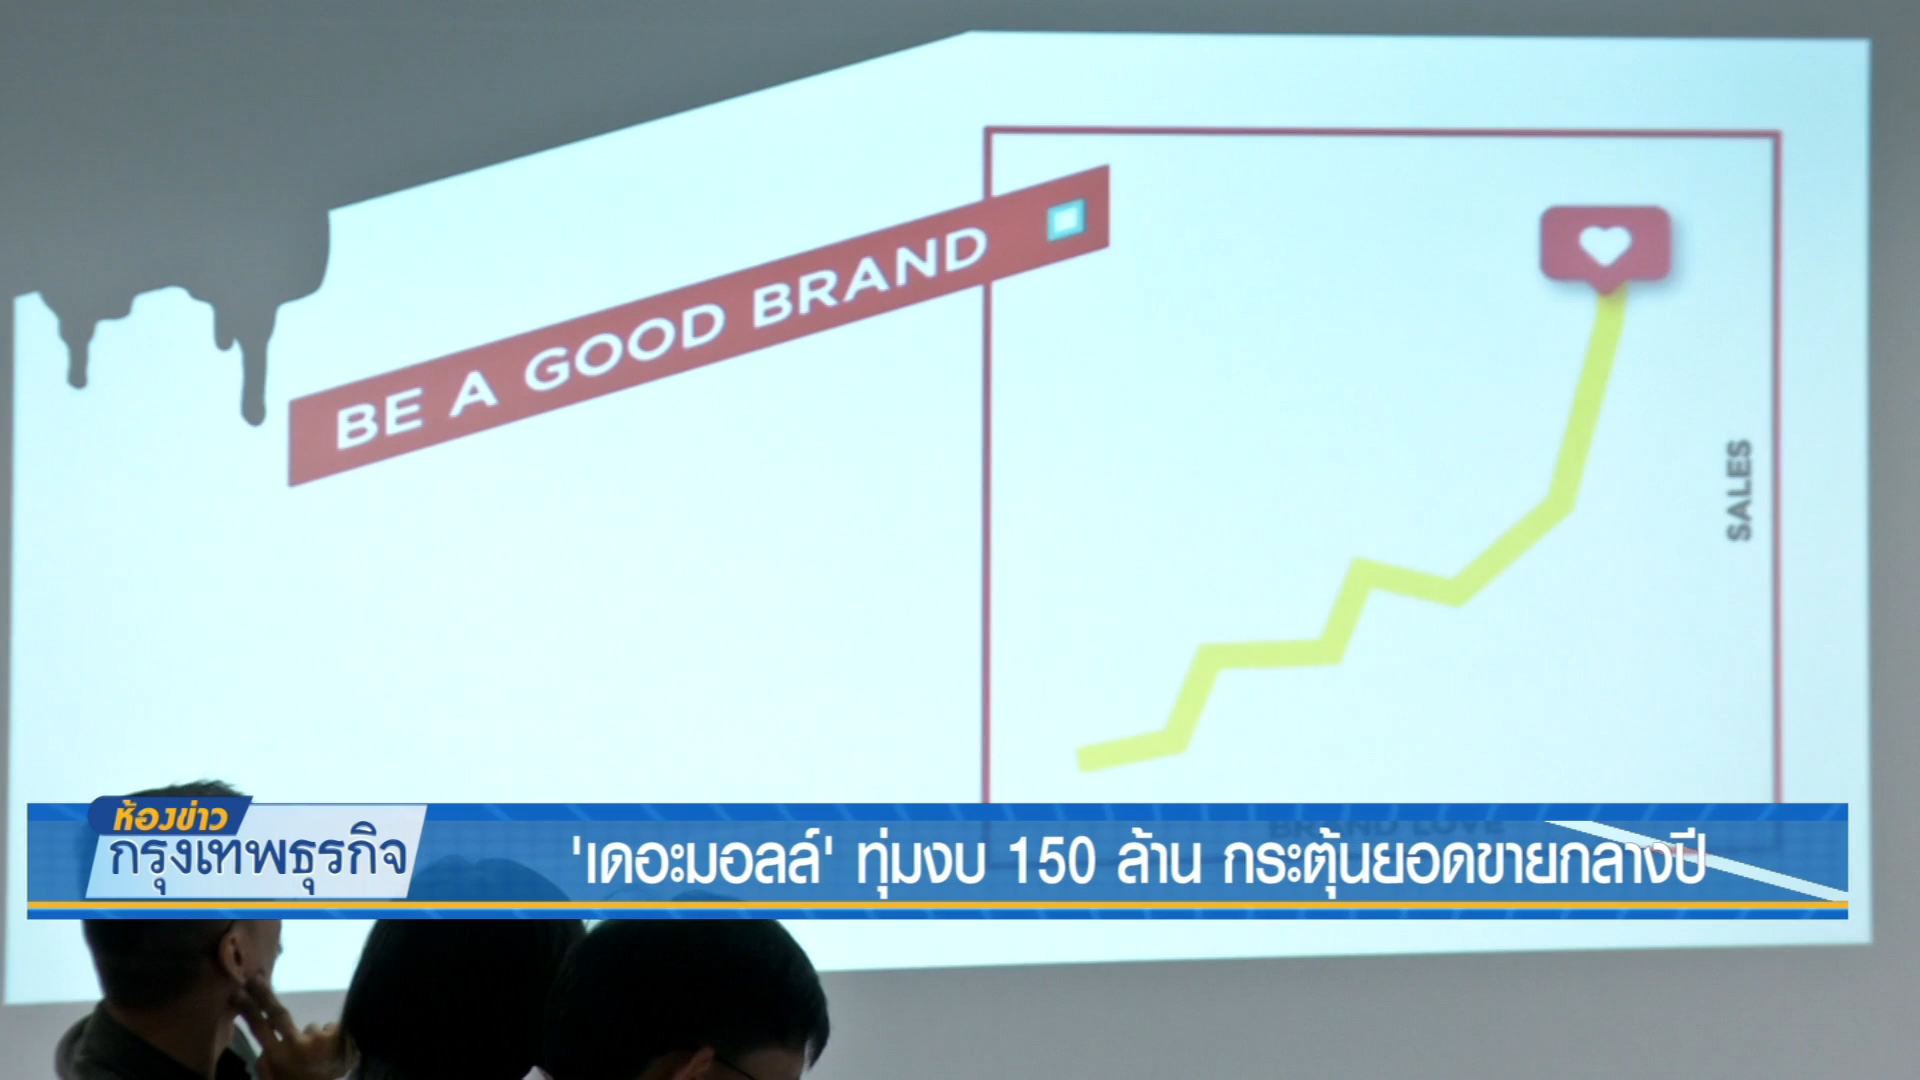 BE A GOOD BRAND
SALES
BRAND LOVE
ห้องข่าว
กรุงเทพธุรกิจ
'เดอะมอลล์' ทุ่มงบ 150 ล้าน กระตุ้นยอดขายกลางปี